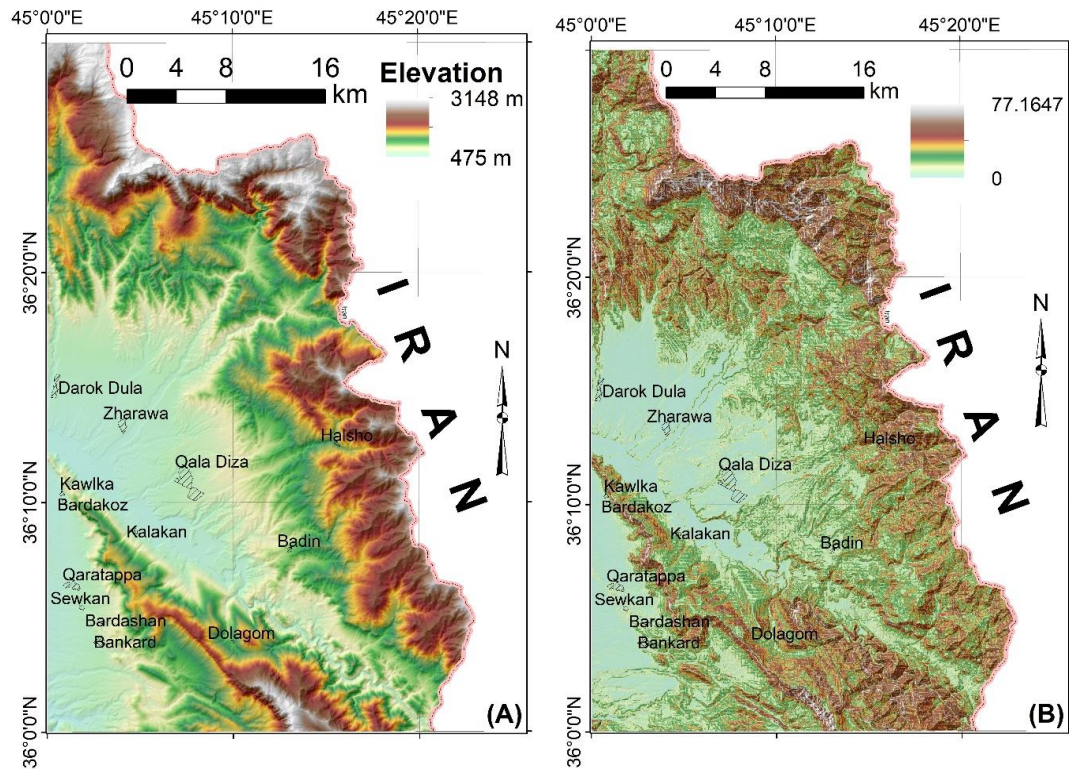 45°0'0"E
45°10'0"E
45°20'0"E
0
4
8
16
km
Elevation
3148 m
475 m
36°20'0"N
36°10'0"N
36°0'0"N
Iran
IRAN
N
Darok Dula
Zharawa
Halsho
Qala Diza
Kawlka
Bardakoz
Kalakan
Badin
Qaratappa
Sewkan
Bardashan
Dolagom
Bankard
(A)
45°0'0"E
45°10'0"E
45°20'0"E
0
4
8
16
km
77.1647
0
36°20'0"N
36°10'0"N
36°0'0"N
Iran
IRAN
N
Darok Dula
Zharawa
Halsho
Qala Diza
Kawlka
Bardakoz
Kalakan
Badin
Qaratappa
Sewkan
Bardashan
Dolagom
Bankard
(B)